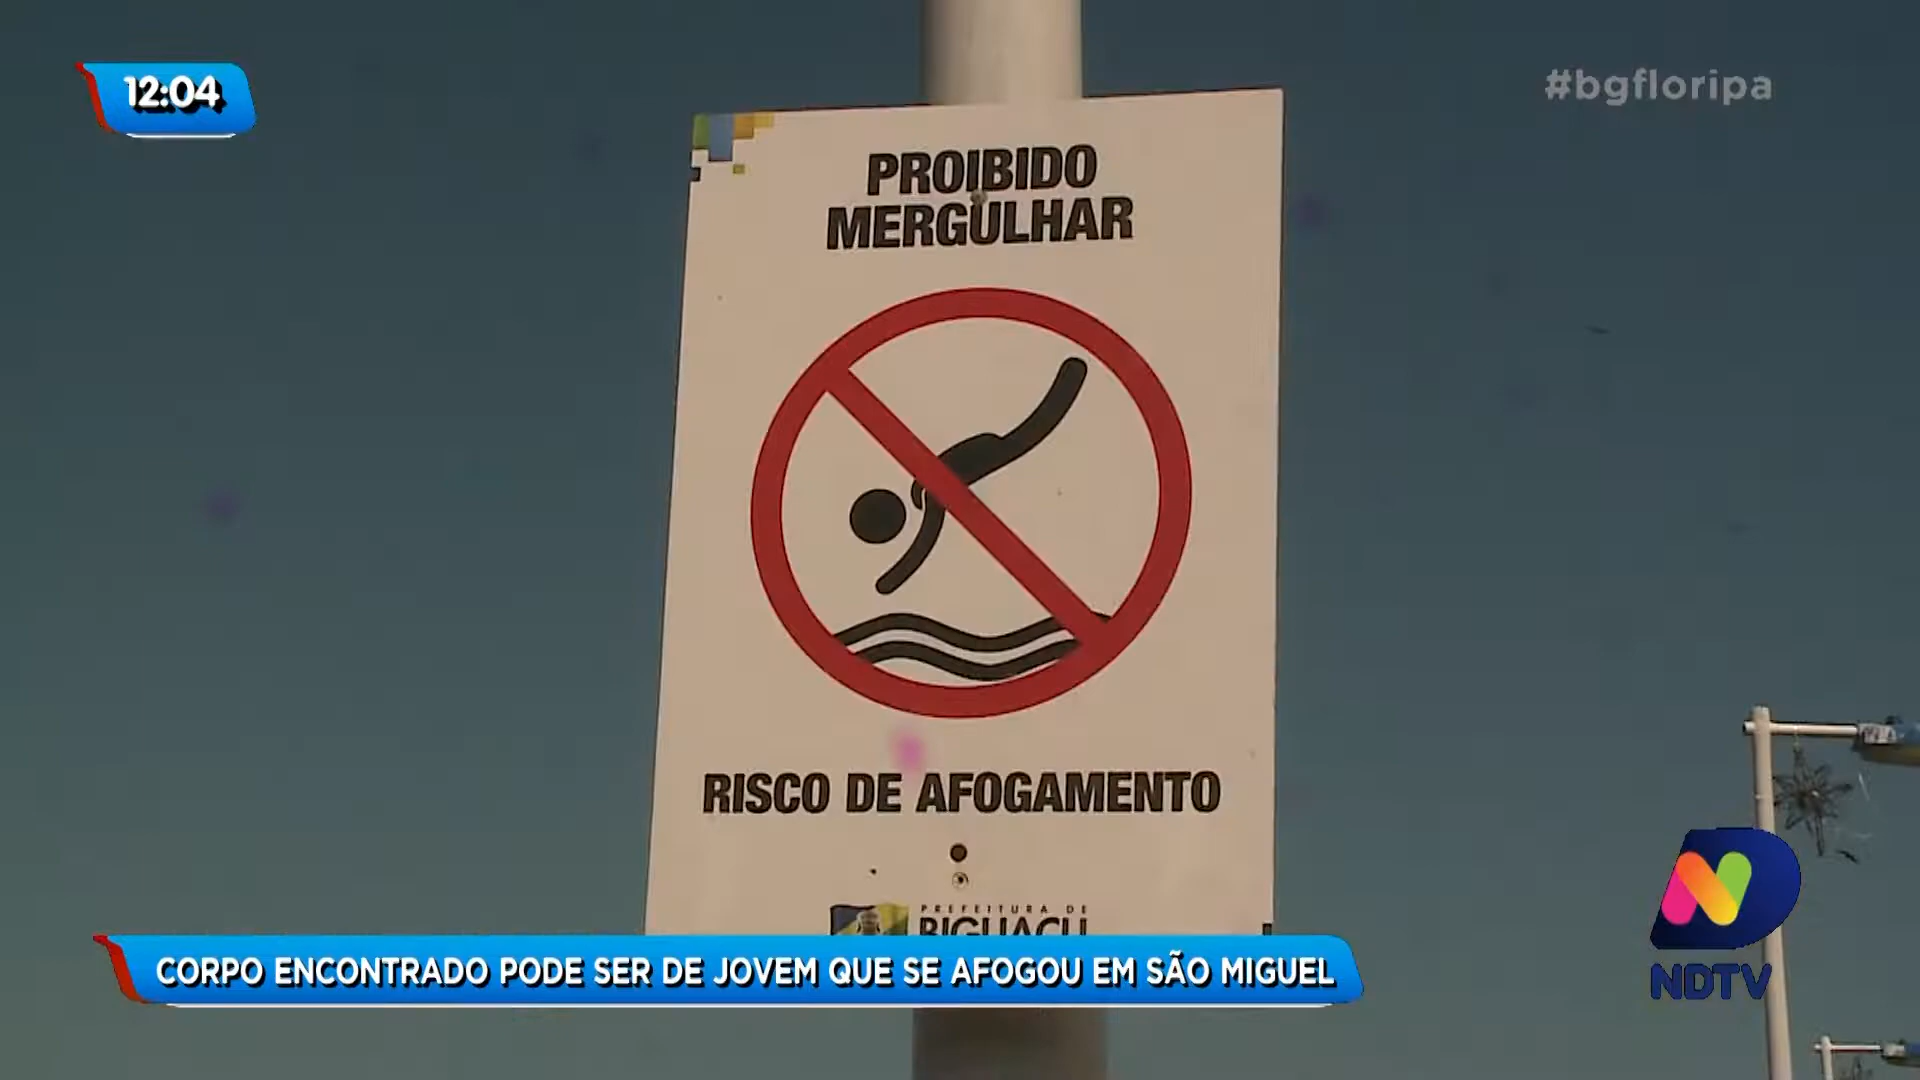 12:04
#bgfloripa
PROIBIDO
MERGULHAR
RISCO DE AFOGAMENTO
PREFEITURA DE
BIGUAÇU
CORPO ENCONTRADO PODE SER DE JOVEM QUE SE AFOGOU EM SÃO MIGUEL
NDTV